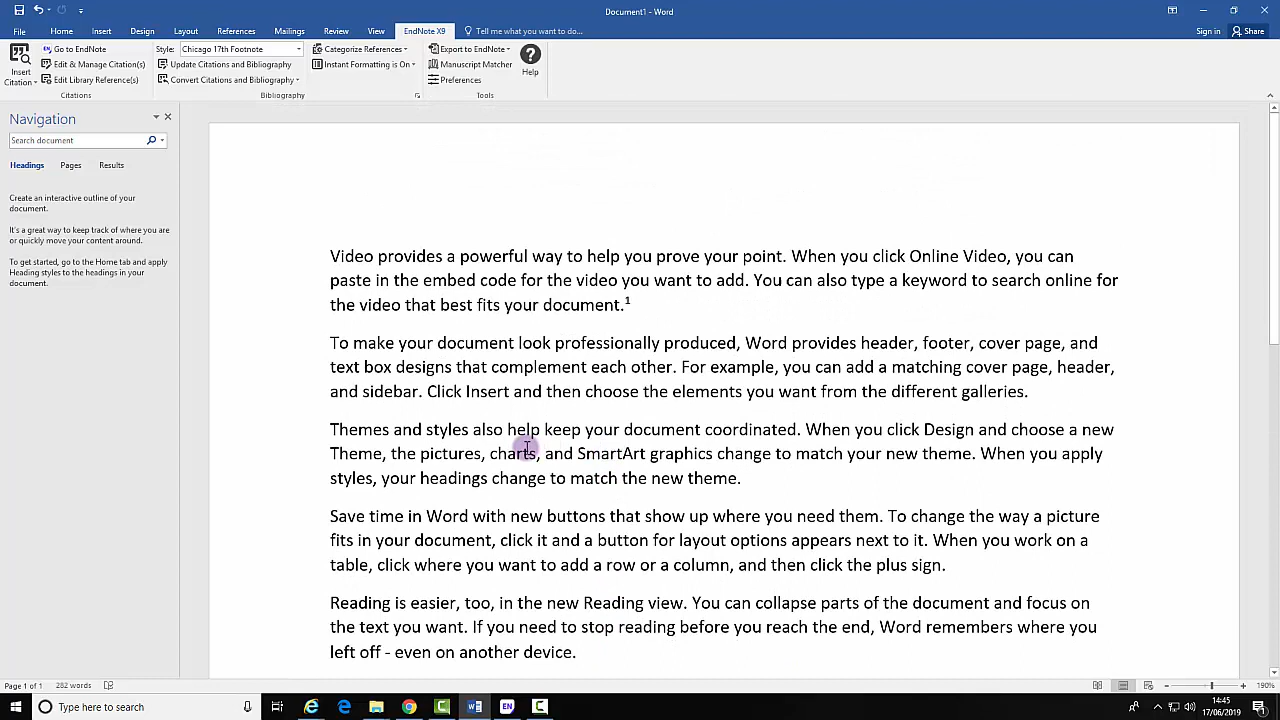 Document1 - Word
File Home Insert Design Layout References Mailings Review View EndNote X9 Tell me what you want to do... Sign in Share
Insert Citation
Go to EndNote
Edit & Manage Citation(s)
Edit Library Reference(s)
Citations
Style: Chicago 17th Footnote
Update Citations and Bibliography
Convert Citations and Bibliography
Categorize References
Instant Formatting is On
Bibliography
Export to EndNote
Manuscript Matcher
Preferences
Help
Tools
Navigation
Search document
Headings Pages Results
Create an interactive outline of your
document.
It's a great way to keep track of where you are
or quickly move your content around.
To get started, go to the Home tab and apply
Heading styles to the headings in your
document.
Video provides a powerful way to help you prove your point. When you click Online Video, you can
paste in the embed code for the video you want to add. You can also type a keyword to search online for
the video that best fits your document.1
To make your document look professionally produced, Word provides header, footer, cover page, and
text box designs that complement each other. For example, you can add a matching cover page, header,
and sidebar. Click Insert and then choose the elements you want from the different galleries.
Themes and styles also help keep your document coordinated. When you click Design and choose a new
Theme, the pictures, charts, and SmartArt graphics change to match your new theme. When you apply
styles, your headings change to match the new theme.
Save time in Word with new buttons that show up where you need them. To change the way a picture
fits in your document, click it and a button for layout options appears next to it. When you work on a
table, click where you want to add a row or a column, and then click the plus sign.
Reading is easier, too, in the new Reading view. You can collapse parts of the document and focus on
the text you want. If you need to stop reading before you reach the end, Word remembers where you
left off - even on another device.
Page 1 of 1 282 words 190%
Type here to search
EN
14:45
17/06/2019